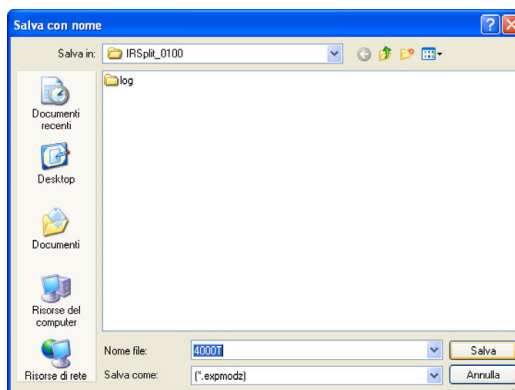 Salva con nome
Salva in: IRSplit_0100
log
Documenti
recenti
Desktop
Documenti
Risorse del
computer
Risorse di rete
Nome file: 4000T Salva
Salva come: (*.expmodz) Annulla